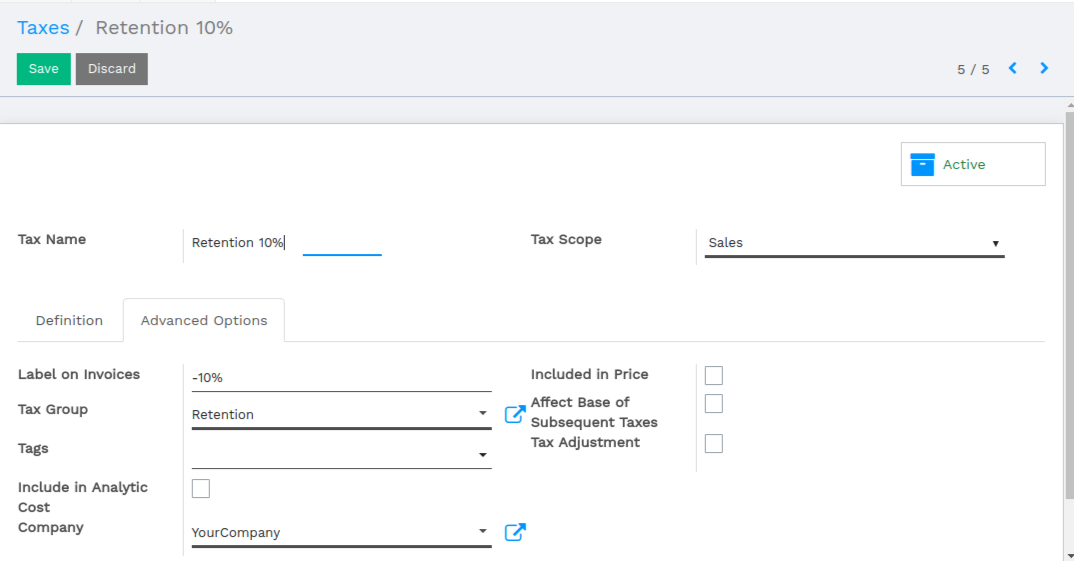 Taxes / Retention 10%
Save Discard
5 / 5
Active
Tax Name Retention 10%
Tax Scope Sales
Definition Advanced Options
Label on Invoices -10%
Tax Group Retention
Tags
Include in Analytic
Cost
Company YourCompany
Included in Price
Affect Base of
Subsequent Taxes
Tax Adjustment